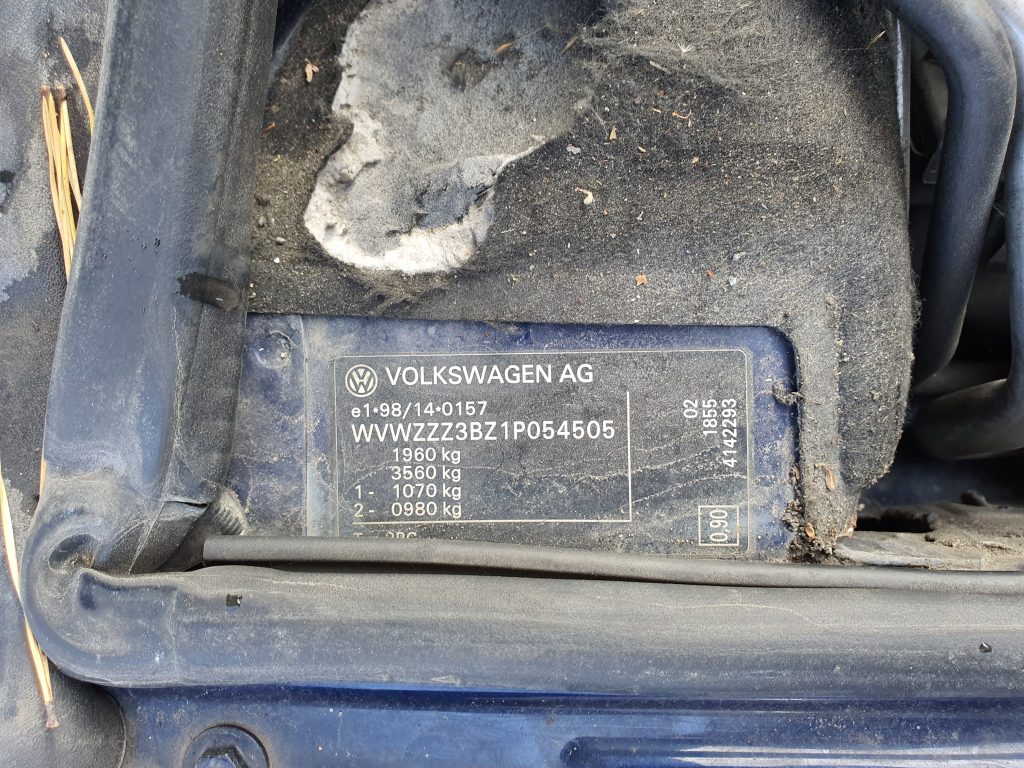 VOLKSWAGEN AG
e1*98/14*0157
WVWZZZ3BZ1P054505
1960 kg
3560 kg
1 - 1070 kg
2 - 0980 kg
02
1855
4142293
0,90